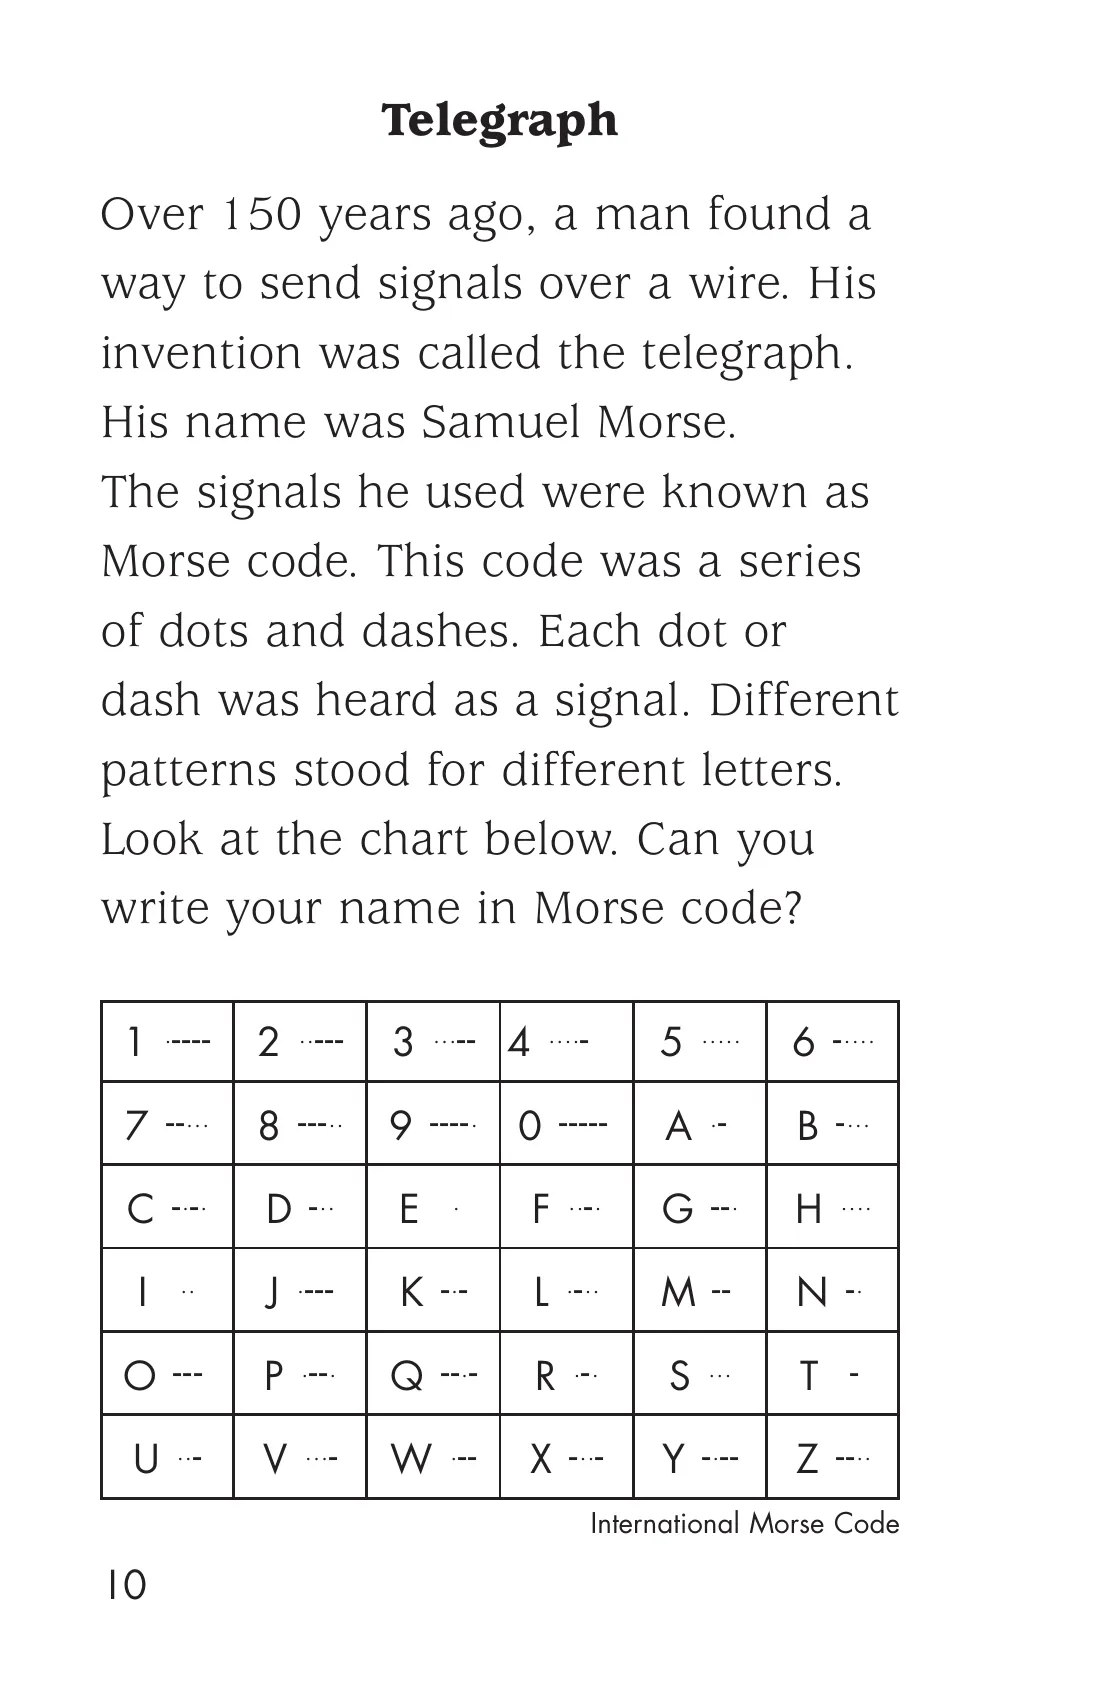 Telegraph
Over 150 years ago, a man found a
way to send signals over a wire. His
invention was called the telegraph.
His name was Samuel Morse.
The signals he used were known as
Morse code. This code was a series
of dots and dashes. Each dot or
dash was heard as a signal. Different
patterns stood for different letters.
Look at the chart below. Can you
write your name in Morse code?
1 .---- 2 ..--- 3 ...-- 4 ....- 5 ..... 6 -....
7 --... 8 ---.. 9 ----. 0 ----- A .- B -...
C -.-. D -.. E . F ..-. G --. H ....
I .. J .--- K -.- L .-.. M -- N -.
O --- P .--. Q --.- R .-. S ... T -
U ..- V ...- W .-- X -..- Y -.-- Z --..
International Morse Code
10